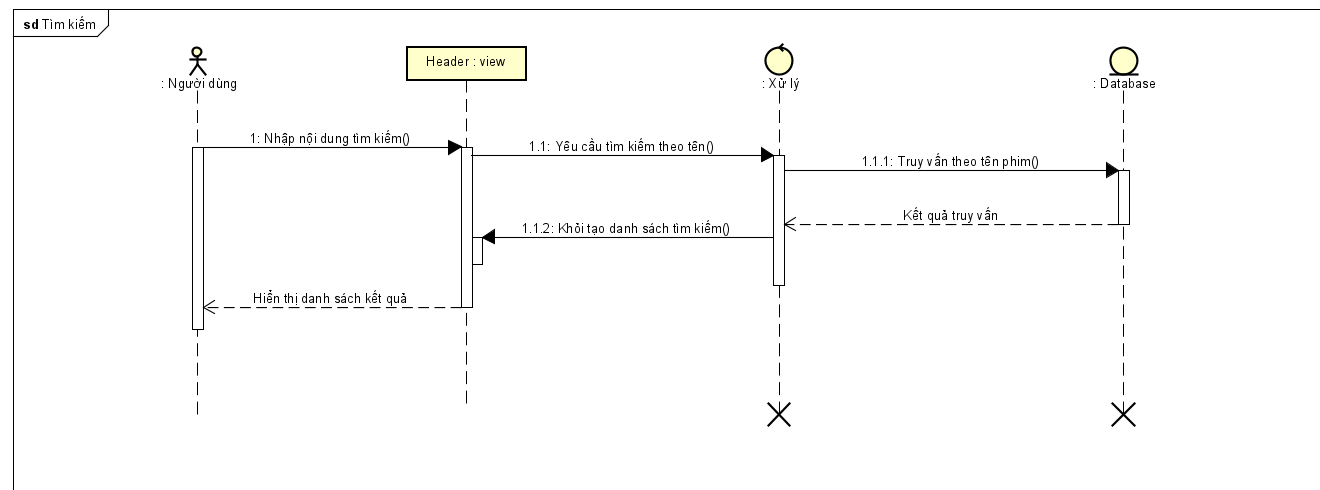 sd Tìm kiếm
: Người dùng
Header : view
: Xử lý
: Database
1: Nhập nội dung tìm kiếm()
1.1: Yêu cầu tìm kiếm theo tên()
1.1.1: Truy vấn theo tên phim()
Kết quả truy vấn
1.1.2: Khỏi tạo danh sách tìm kiếm()
Hiển thị danh sách kết quả